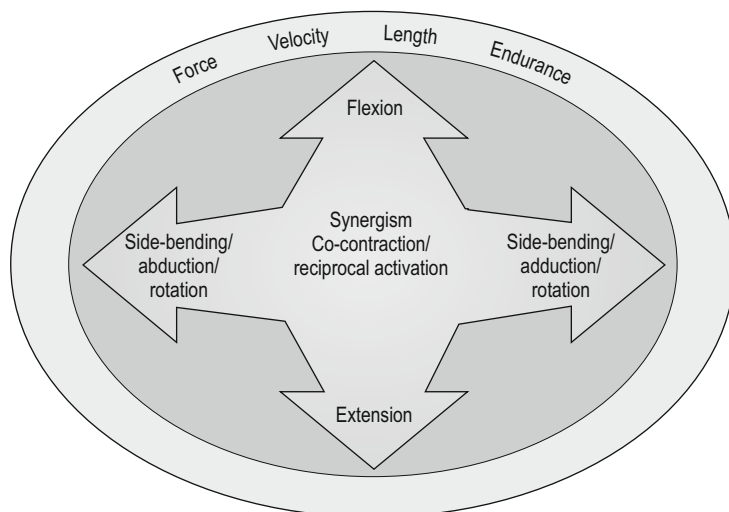 Force Velocity Length Endurance
Flexion
Synergism
Co-contraction/
reciprocal activation
Side-bending/
abduction/
rotation
Side-bending/
adduction/
rotation
Extension